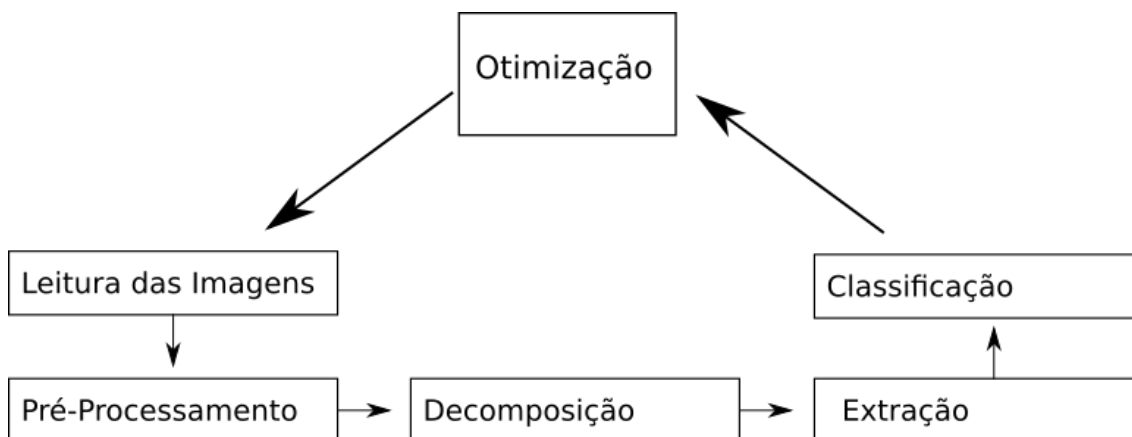 Otimização
Leitura das Imagens
Classificação
Pré-Processamento
Decomposição
Extração